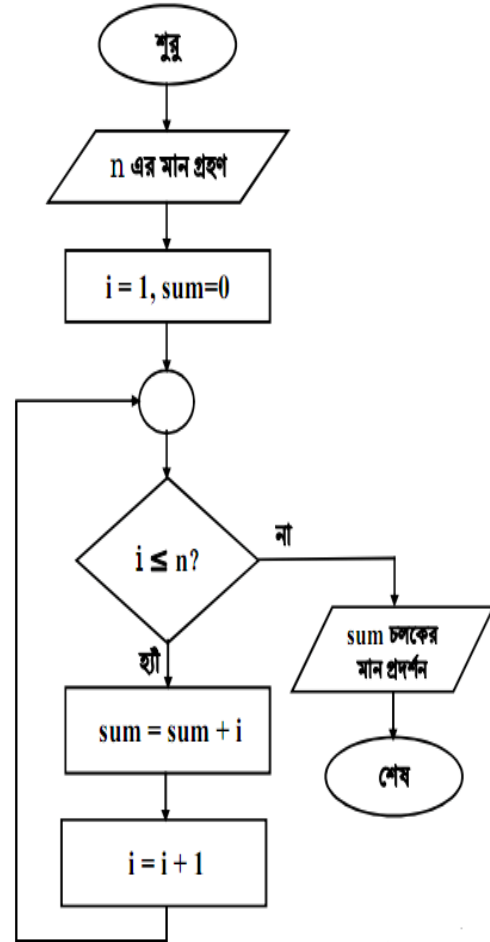 শুরু
n এর মান গ্রহণ
i = 1, sum=0
i ≤ n?
না
হ্যাঁ
sum চলকের
মান প্রদর্শন
sum = sum + i
শেষ
i = i + 1